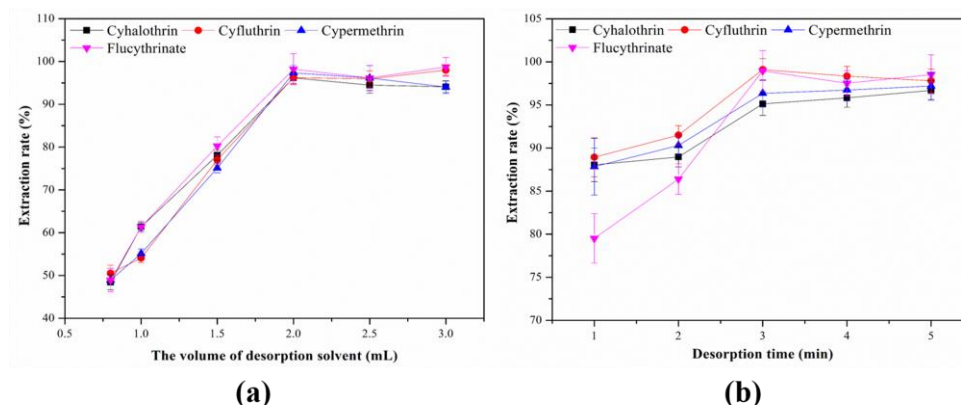 Cyhalothrin Cyfluthrin Cypermethrin
Flucythrinate
Extraction rate (%)
100
90
80
70
60
50
40
0.5 1.0 1.5 2.0 2.5 3.0
The volume of desorption solvent (mL)
(a)
Cyhalothrin Cyfluthrin Cypermethrin
Flucythrinate
Extraction rate (%)
105
100
95
90
85
80
75
70
1 2 3 4 5
Desorption time (min)
(b)